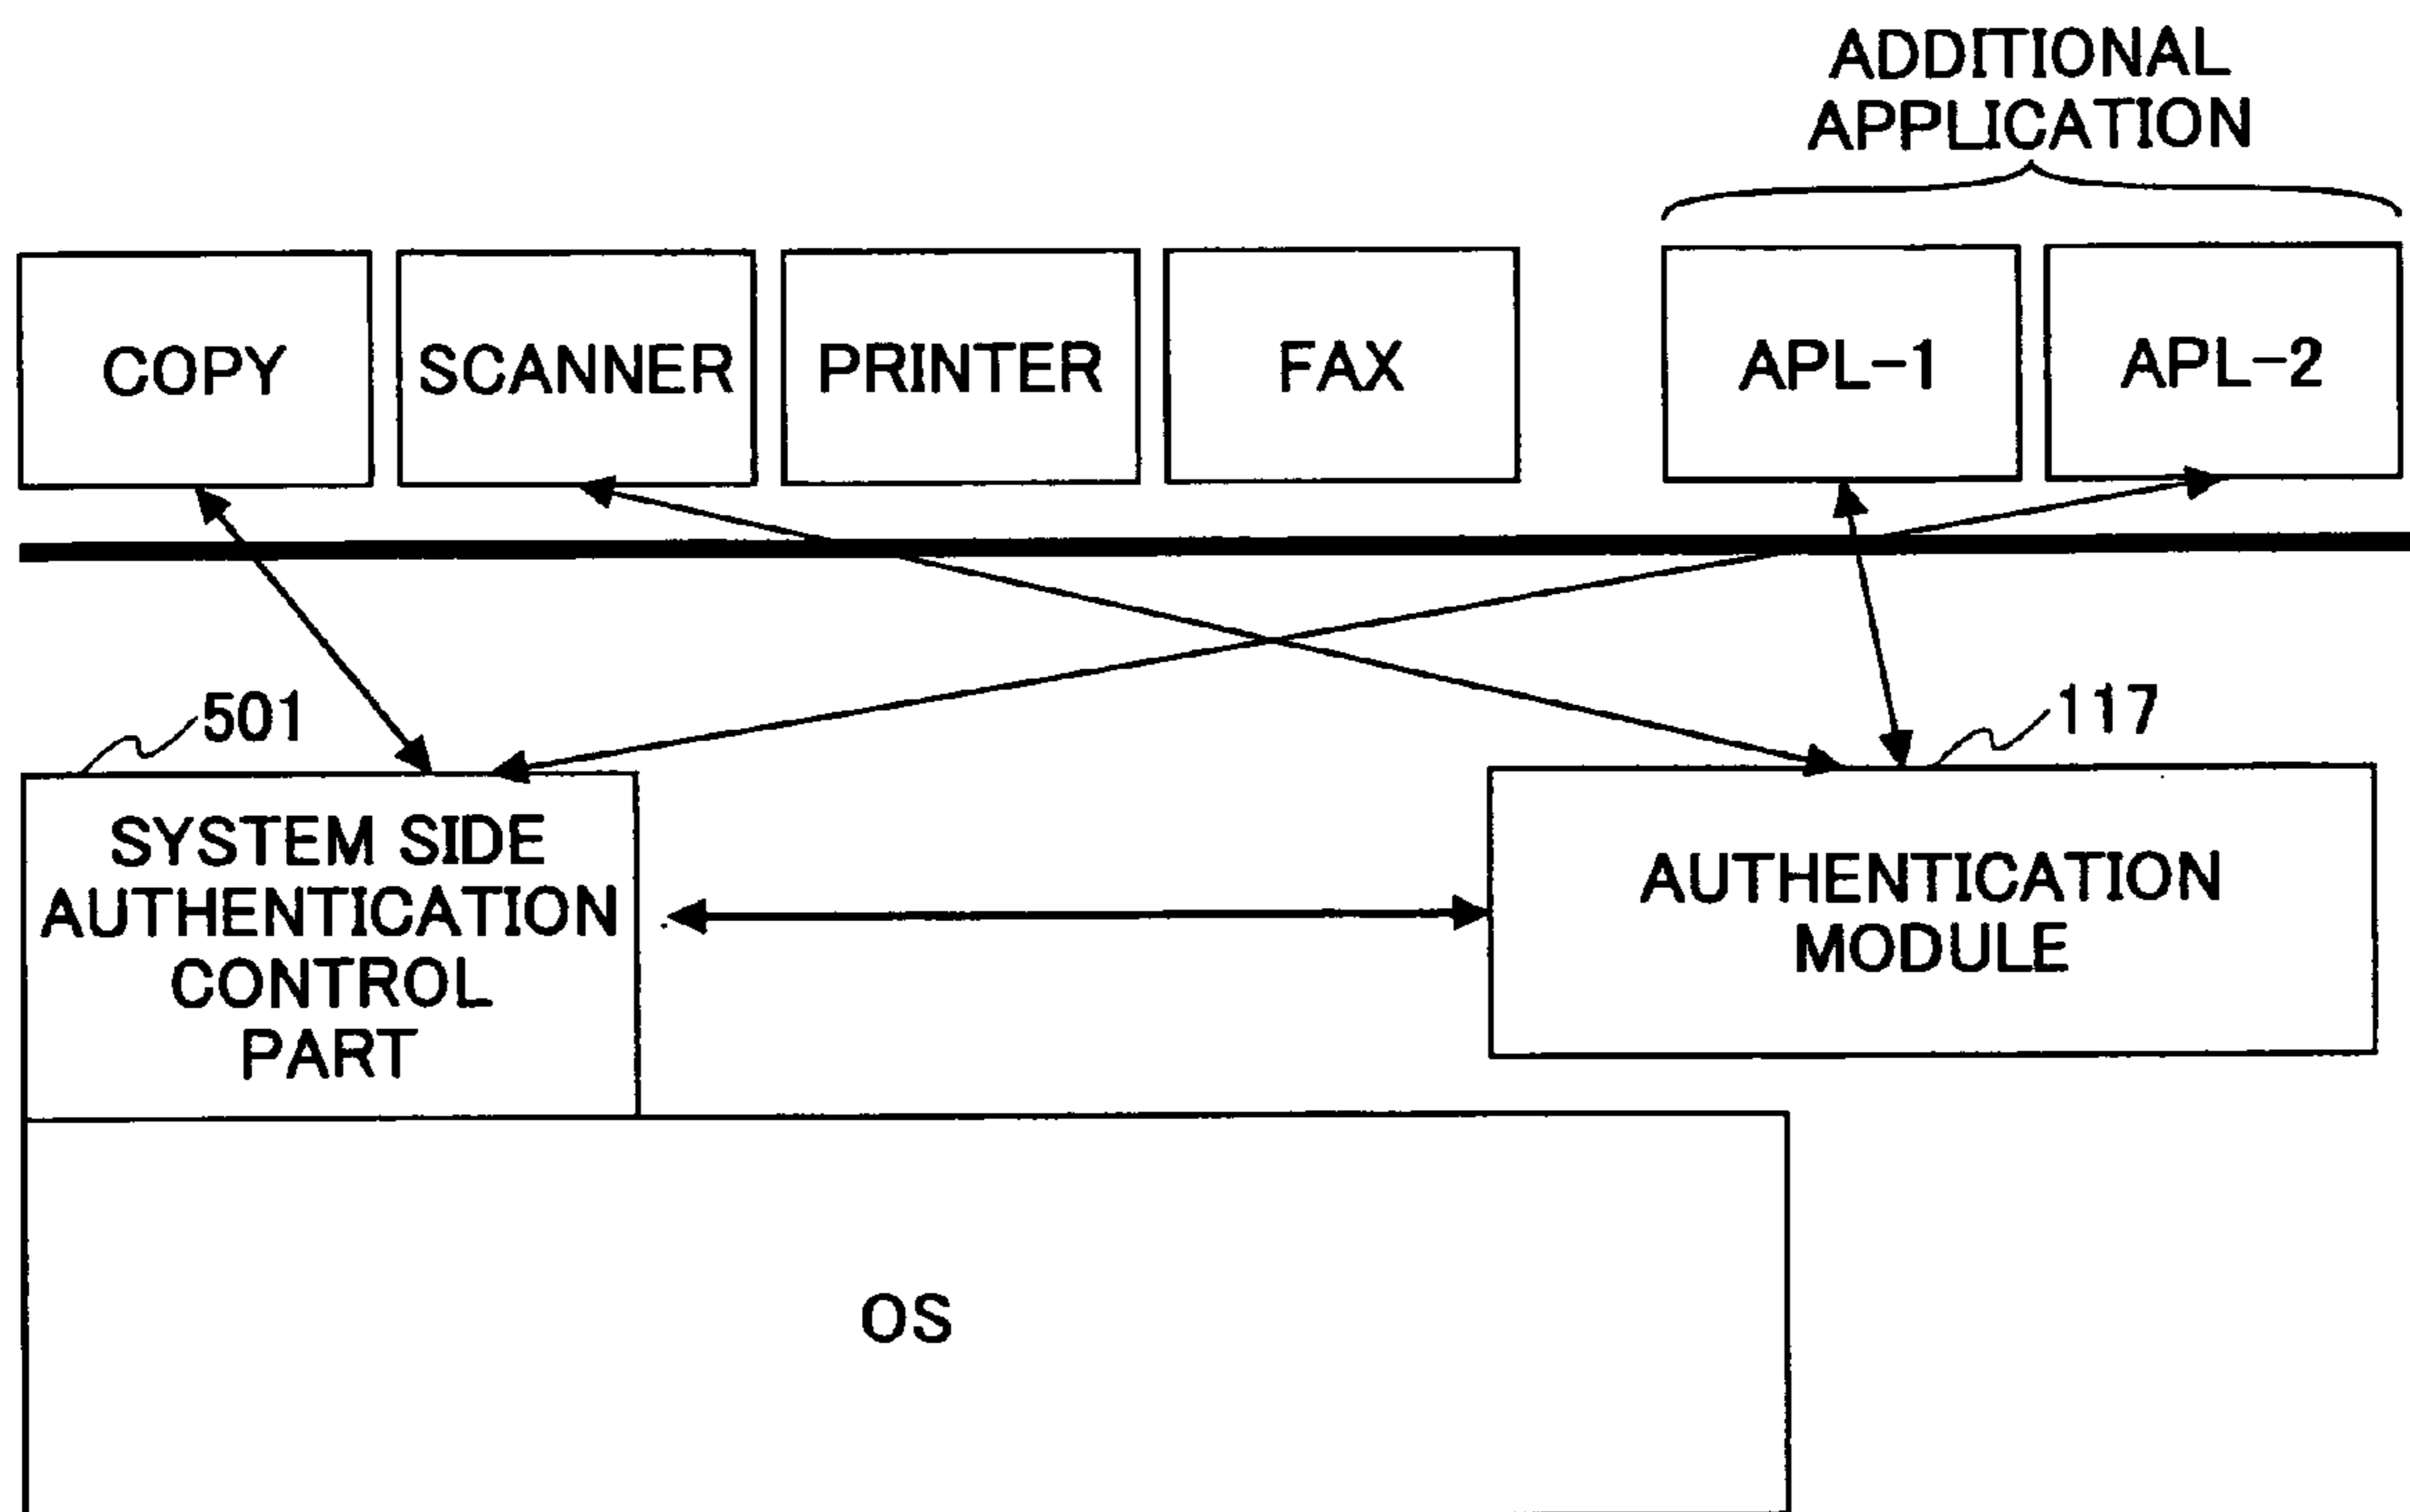 ADDITIONAL
APPLICATION
COPY
SCANNER
PRINTER
FAX
APL-1
APL-2
501
117
SYSTEM SIDE
AUTHENTICATION
CONTROL
PART
AUTHENTICATION
MODULE
OS